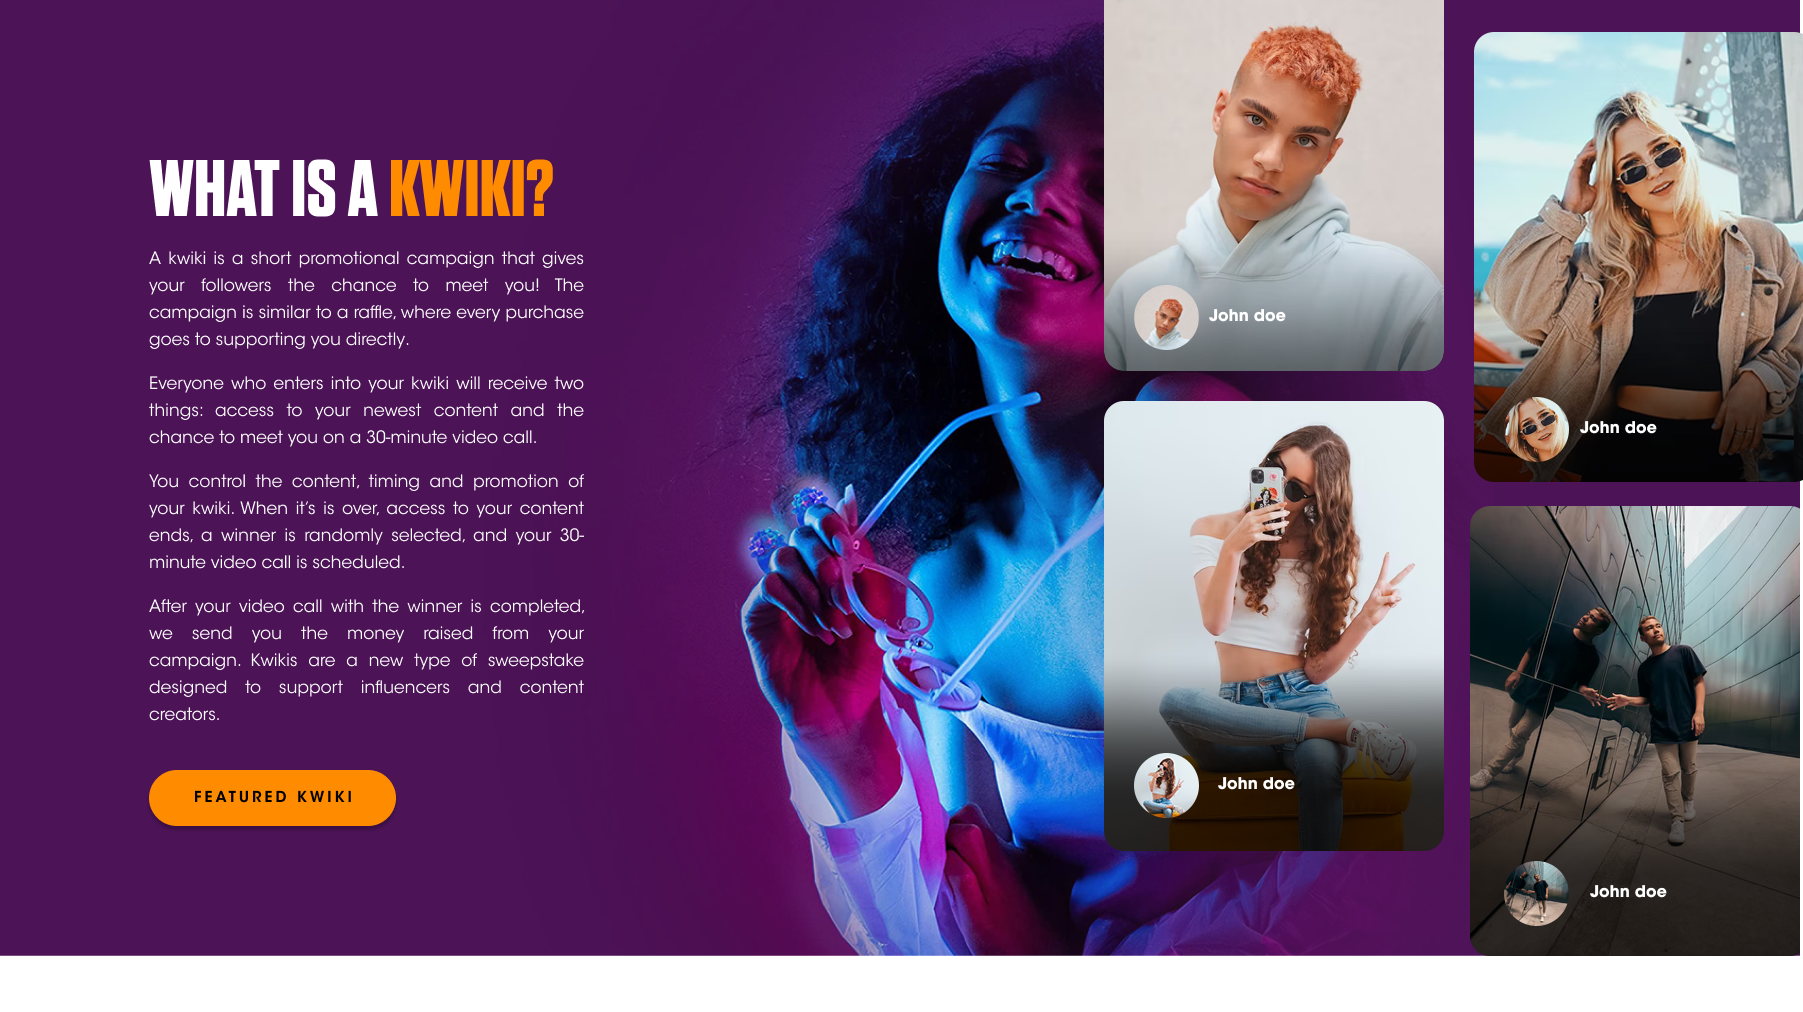 WHAT IS A KWIKI?
A kwiki is a short promotional campaign that gives
your followers the chance to meet you! The
campaign is similar to a raffle, where every purchase
goes to supporting you directly.
Everyone who enters into your kwiki will receive two
things: access to your newest content and the
chance to meet you on a 30-minute video call.
You control the content, timing and promotion of
your kwiki. When it's is over, access to your content
ends, a winner is randomly selected, and your 30-
minute video call is scheduled.
After your video call with the winner is completed,
we send you the money raised from your
campaign. Kwikis are a new type of sweepstake
designed to support influencers and content
creators.
FEATURED KWIKI
John doe
John doe
John doe
John doe